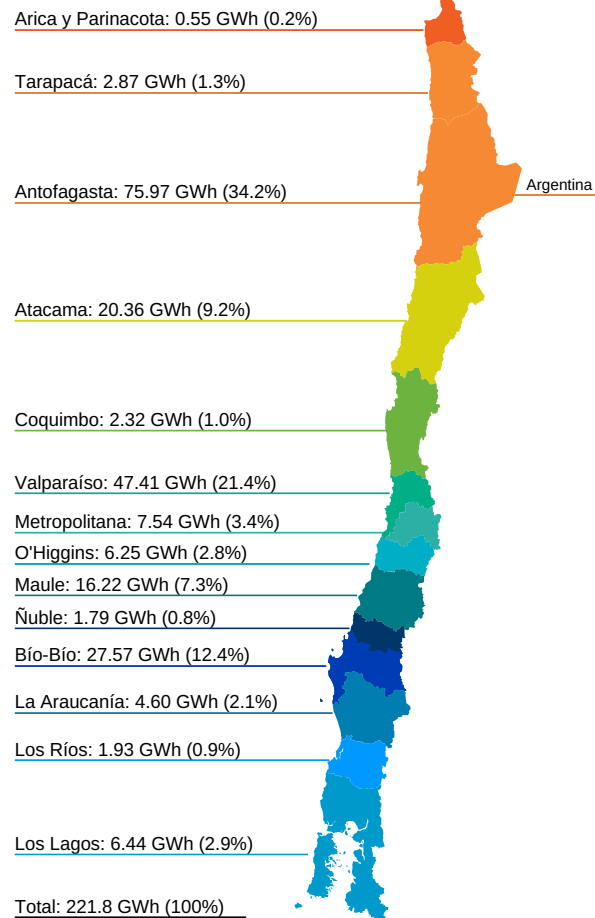 Arica y Parinacota: 0.55 GWh (0.2%)
Tarapacá: 2.87 GWh (1.3%)
Argentina
Antofagasta: 75.97 GWh (34.2%)
Atacama: 20.36 GWh (9.2%)
Coquimbo: 2.32 GWh (1.0%)
Valparaíso: 47.41 GWh (21.4%)
Metropolitana: 7.54 GWh (3.4%)
O'Higgins: 6.25 GWh (2.8%)
Maule: 16.22 GWh (7.3%)
Ñuble: 1.79 GWh (0.8%)
Bío-Bío: 27.57 GWh (12.4%)
La Araucanía: 4.60 GWh (2.1%)
Los Ríos: 1.93 GWh (0.9%)
Los Lagos: 6.44 GWh (2.9%)
Total: 221.8 GWh (100%)